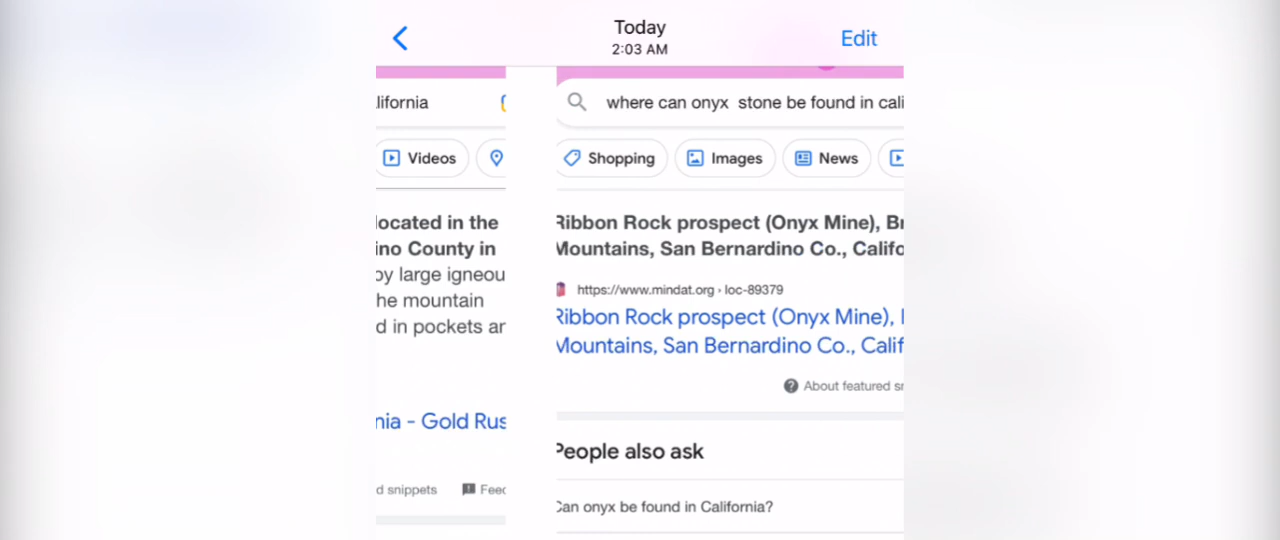 Today
2:03 AM
Edit
lifornia
Videos
located in the
ino County in
by large igneou
he mountain
d in pockets ar
nia - Gold Rus
d snippets
Feed
where can onyx stone be found in cali
Shopping
Images
News
Ribbon Rock prospect (Onyx Mine), Br
Mountains, San Bernardino Co., Califo
https://www.mindat.org › loc-89379
Ribbon Rock prospect (Onyx Mine),
Mountains, San Bernardino Co., Calif
About featured sn
People also ask
Can onyx be found in California?